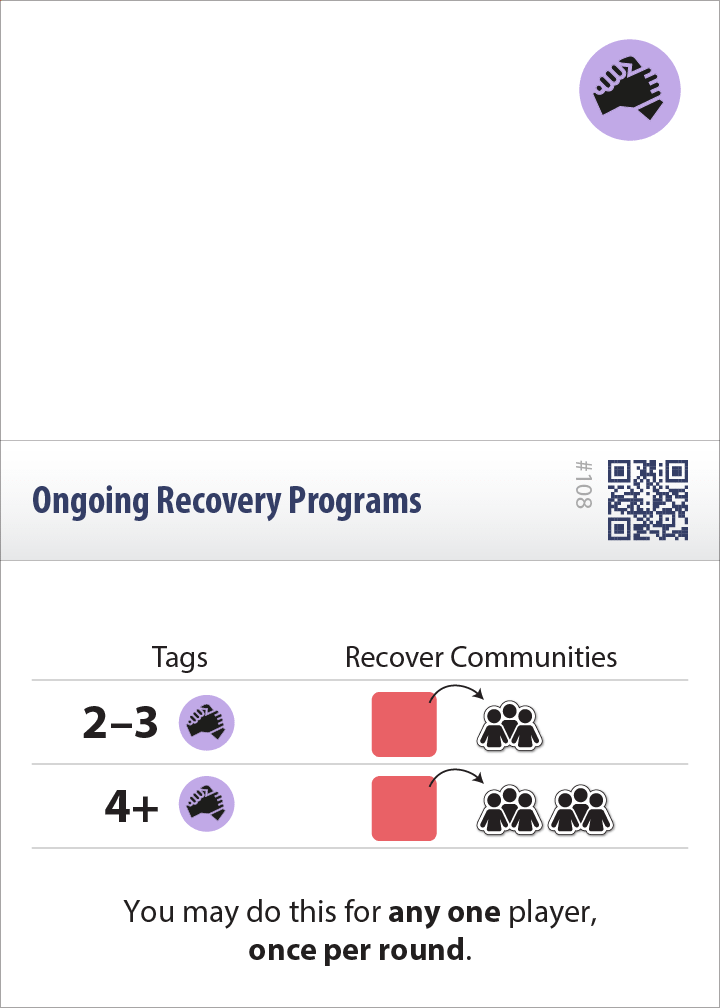 Ongoing Recovery Programs
#108
Tags Recover Communities
2–3
4+
You may do this for any one player,
once per round.